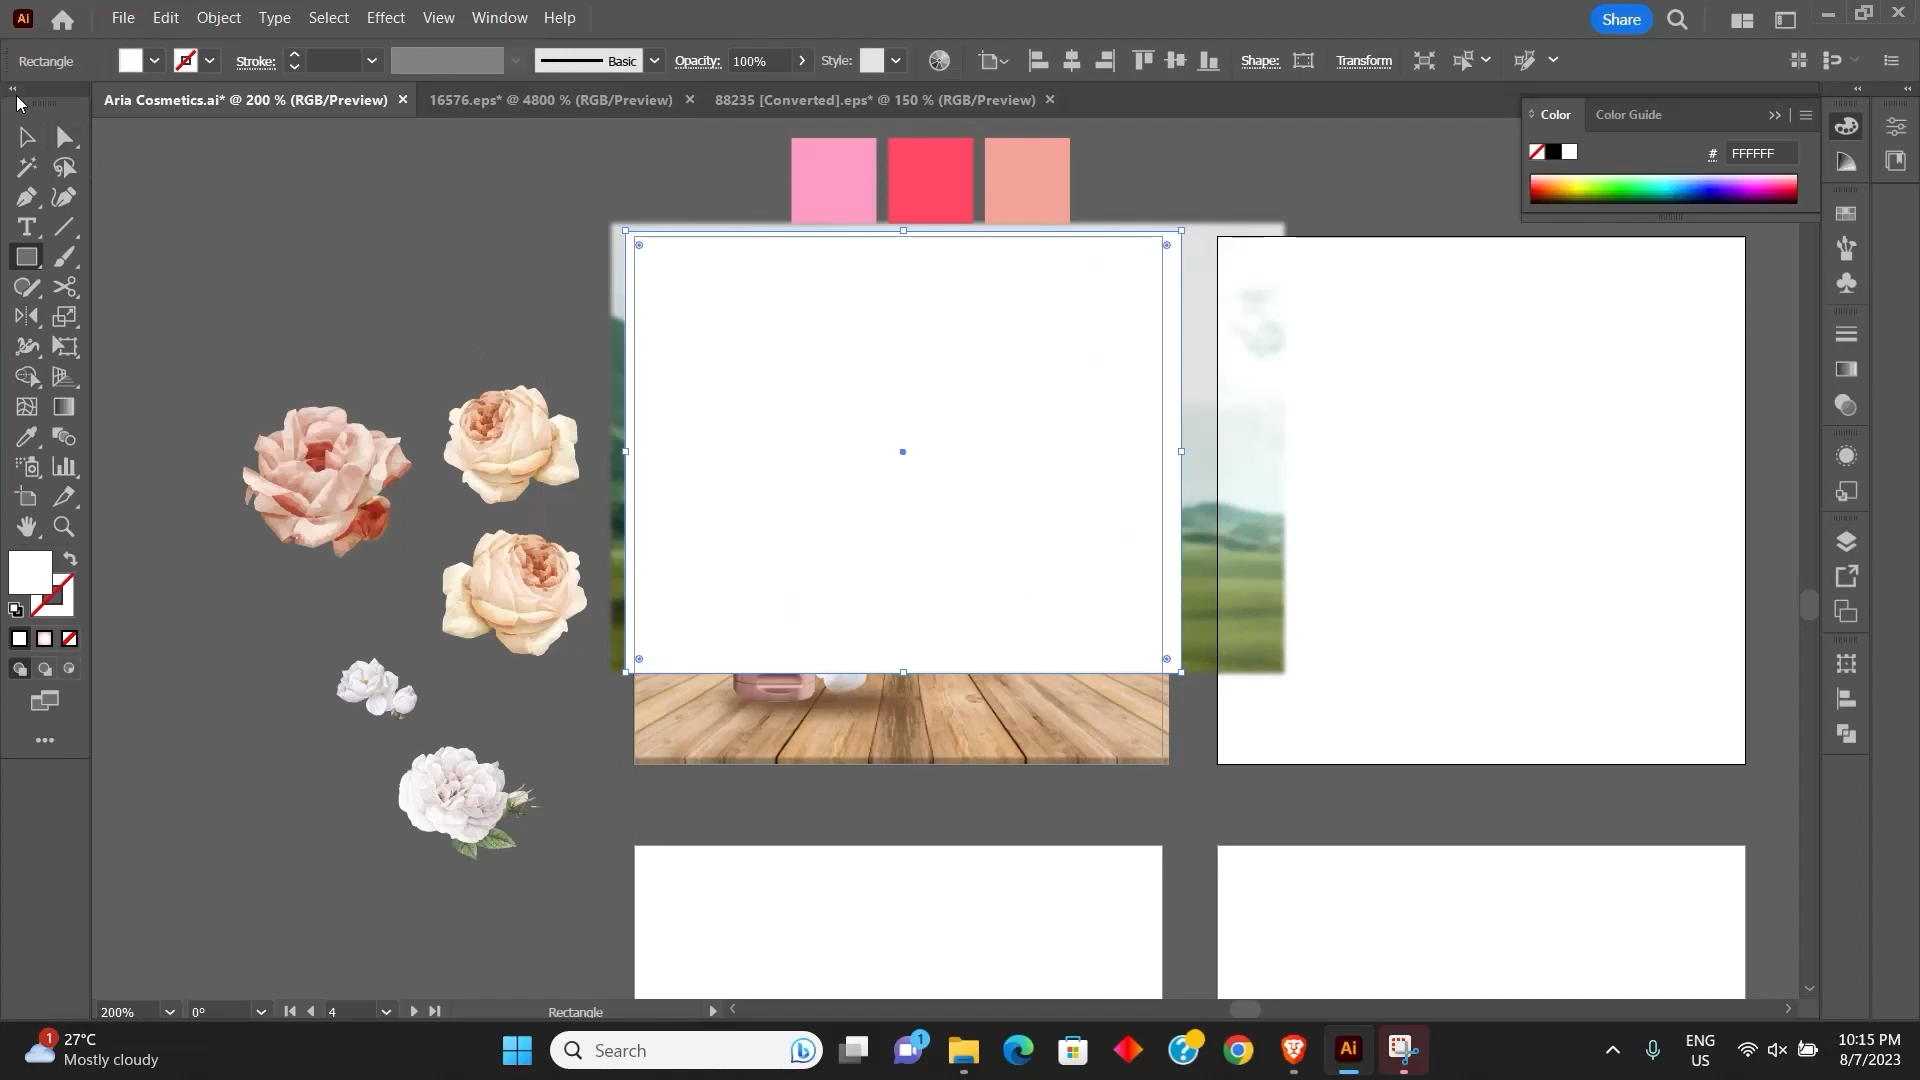 Ai File Edit Object Type Select Effect View Window Help Share
Rectangle Stroke: Basic Opacity: 100% Style: Shape: Transform
Aria Cosmetics.ai* @ 200 % (RGB/Preview) × 16576.eps* @ 4800 % (RGB/Preview) × 88235 [Converted].eps* @ 150 % (RGB/Preview) ×
Color Color Guide
# FFFFFF
T
200% 0° 4 Rectangle
1 27°C
Mostly cloudy
Search
1
Ai
ENG
US
10:15 PM
8/7/2023